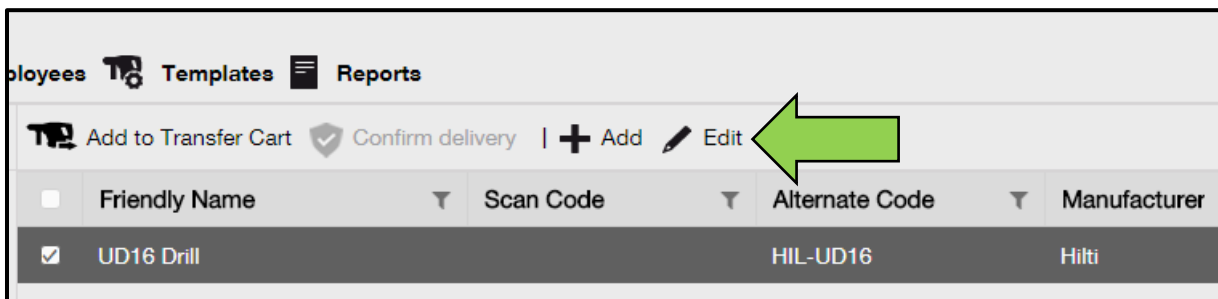 ployees Templates Reports
Add to Transfer Cart Confirm delivery | Add Edit
Friendly Name Scan Code Alternate Code Manufacturer
UD16 Drill HIL-UD16 Hilti